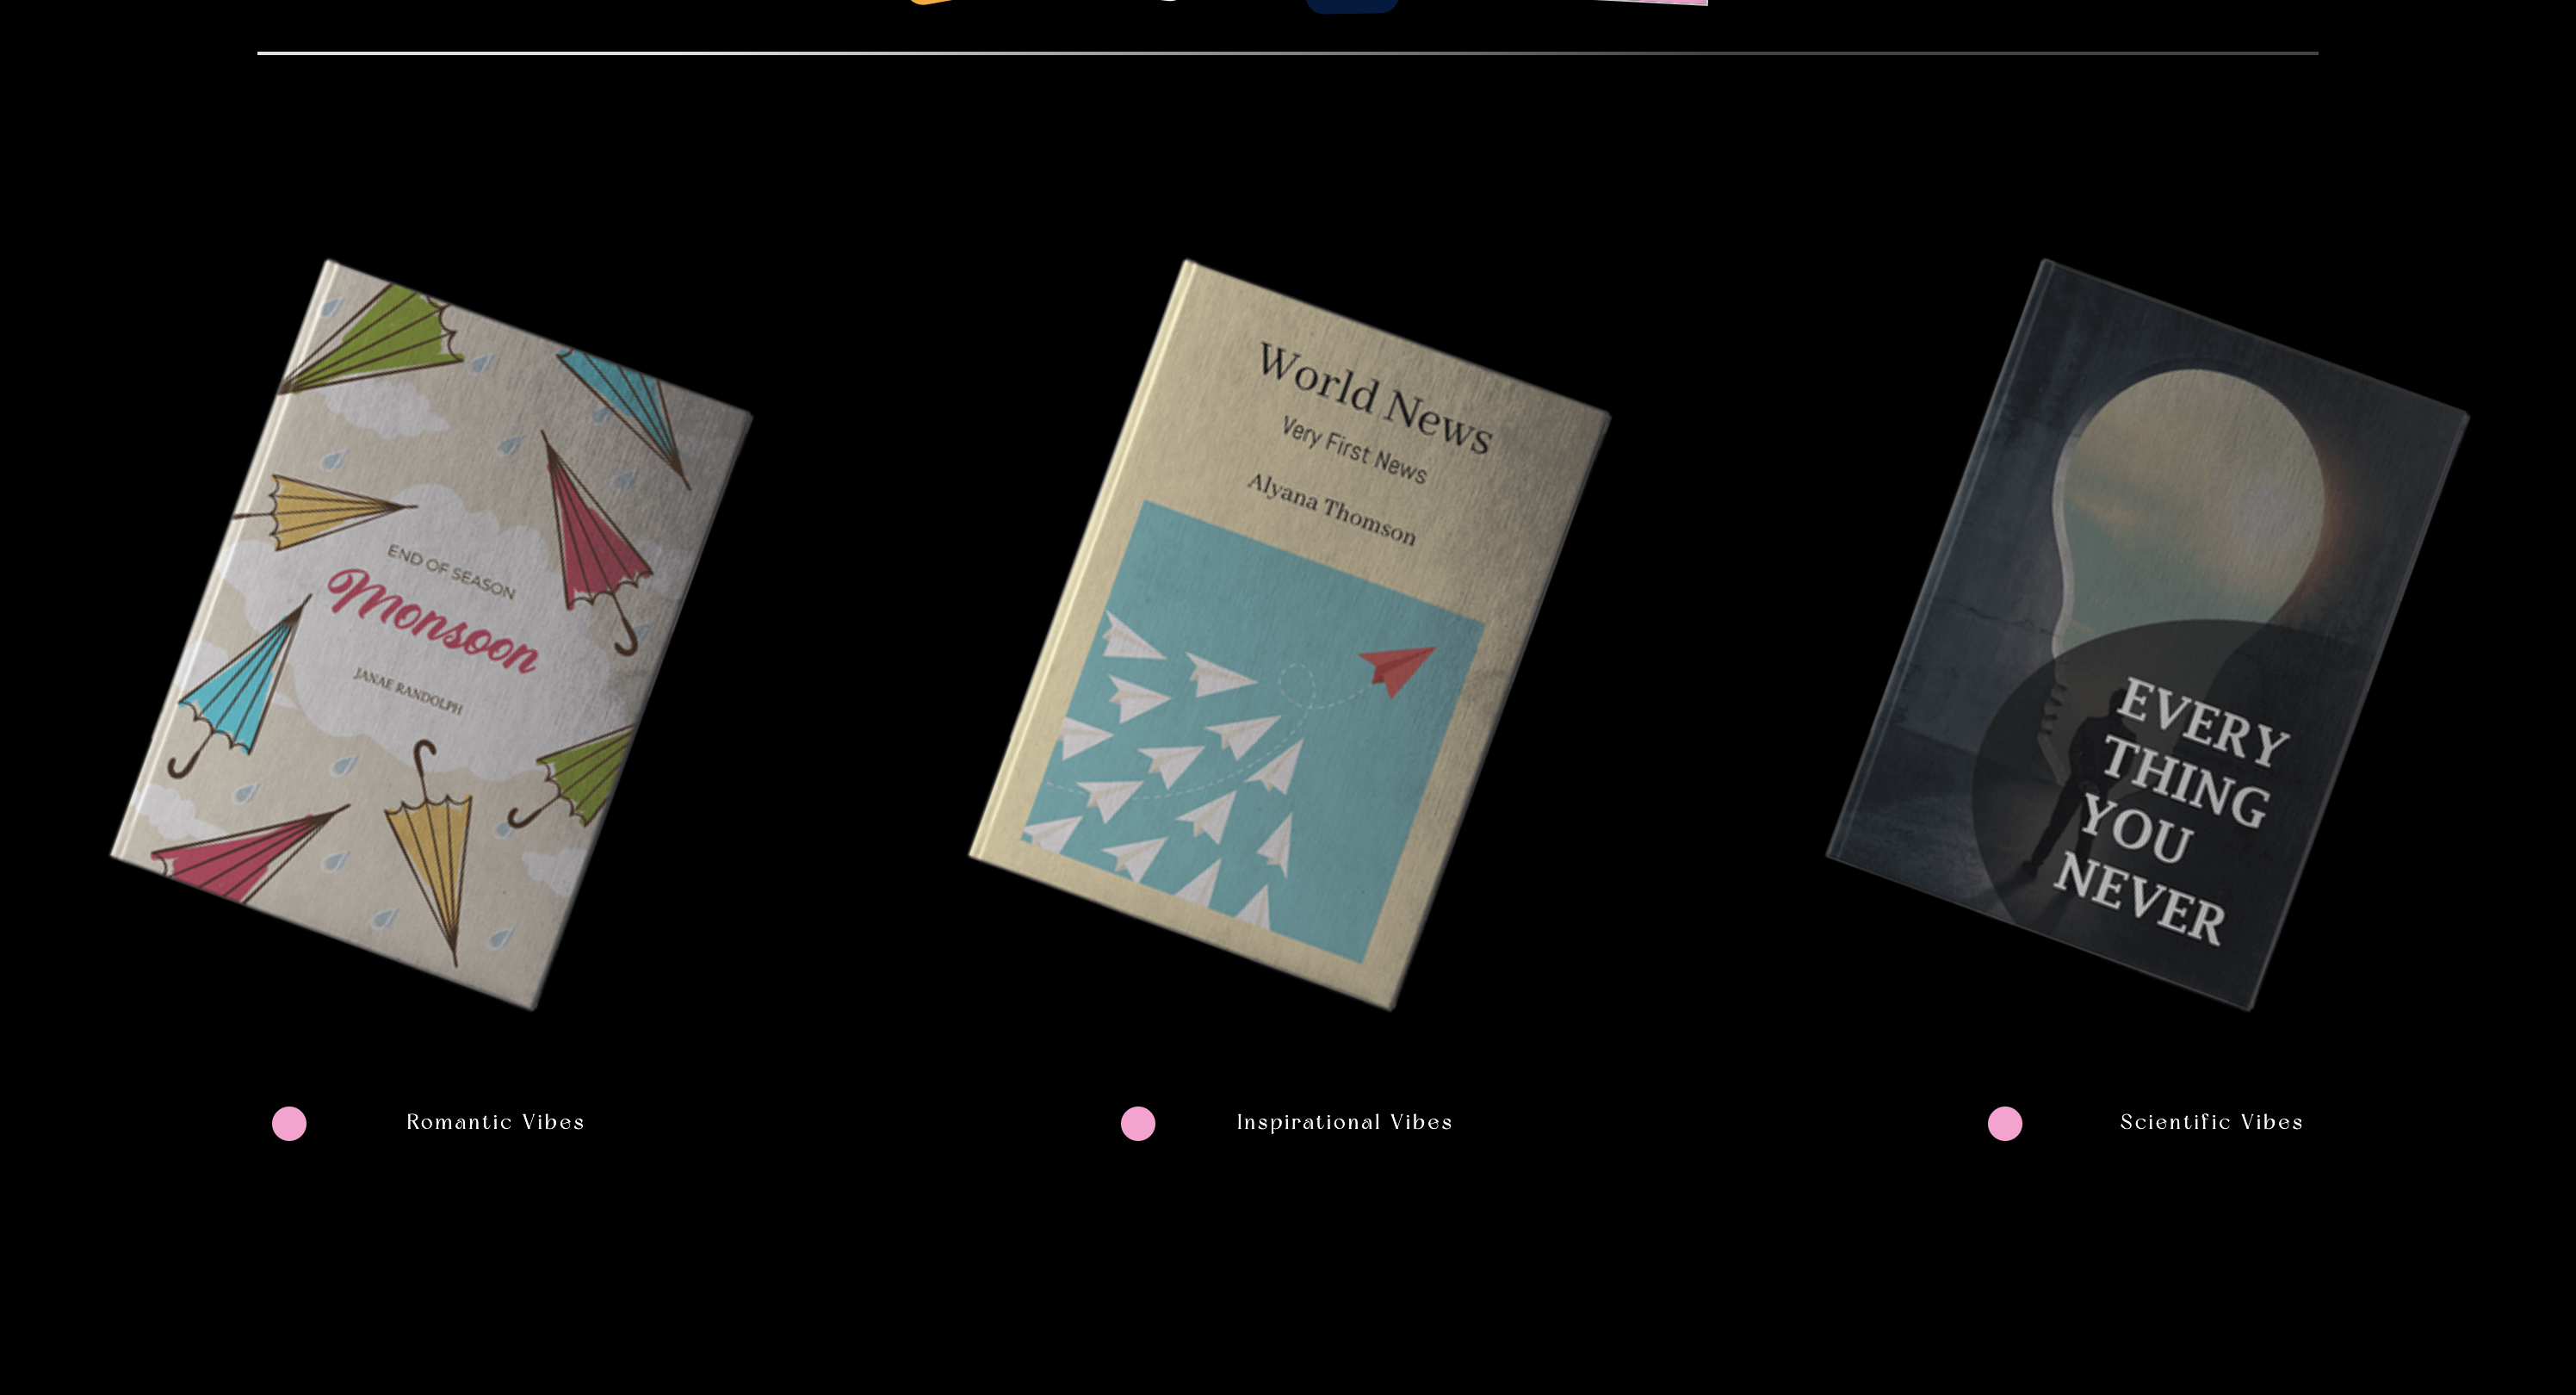 END OF SEASON
Monsoon
JANAE RANDOLPH
World News
Very First News
Alyana Thomson
EVERY
THING
YOU
NEVER
Romantic Vibes
Inspirational Vibes
Scientific Vibes